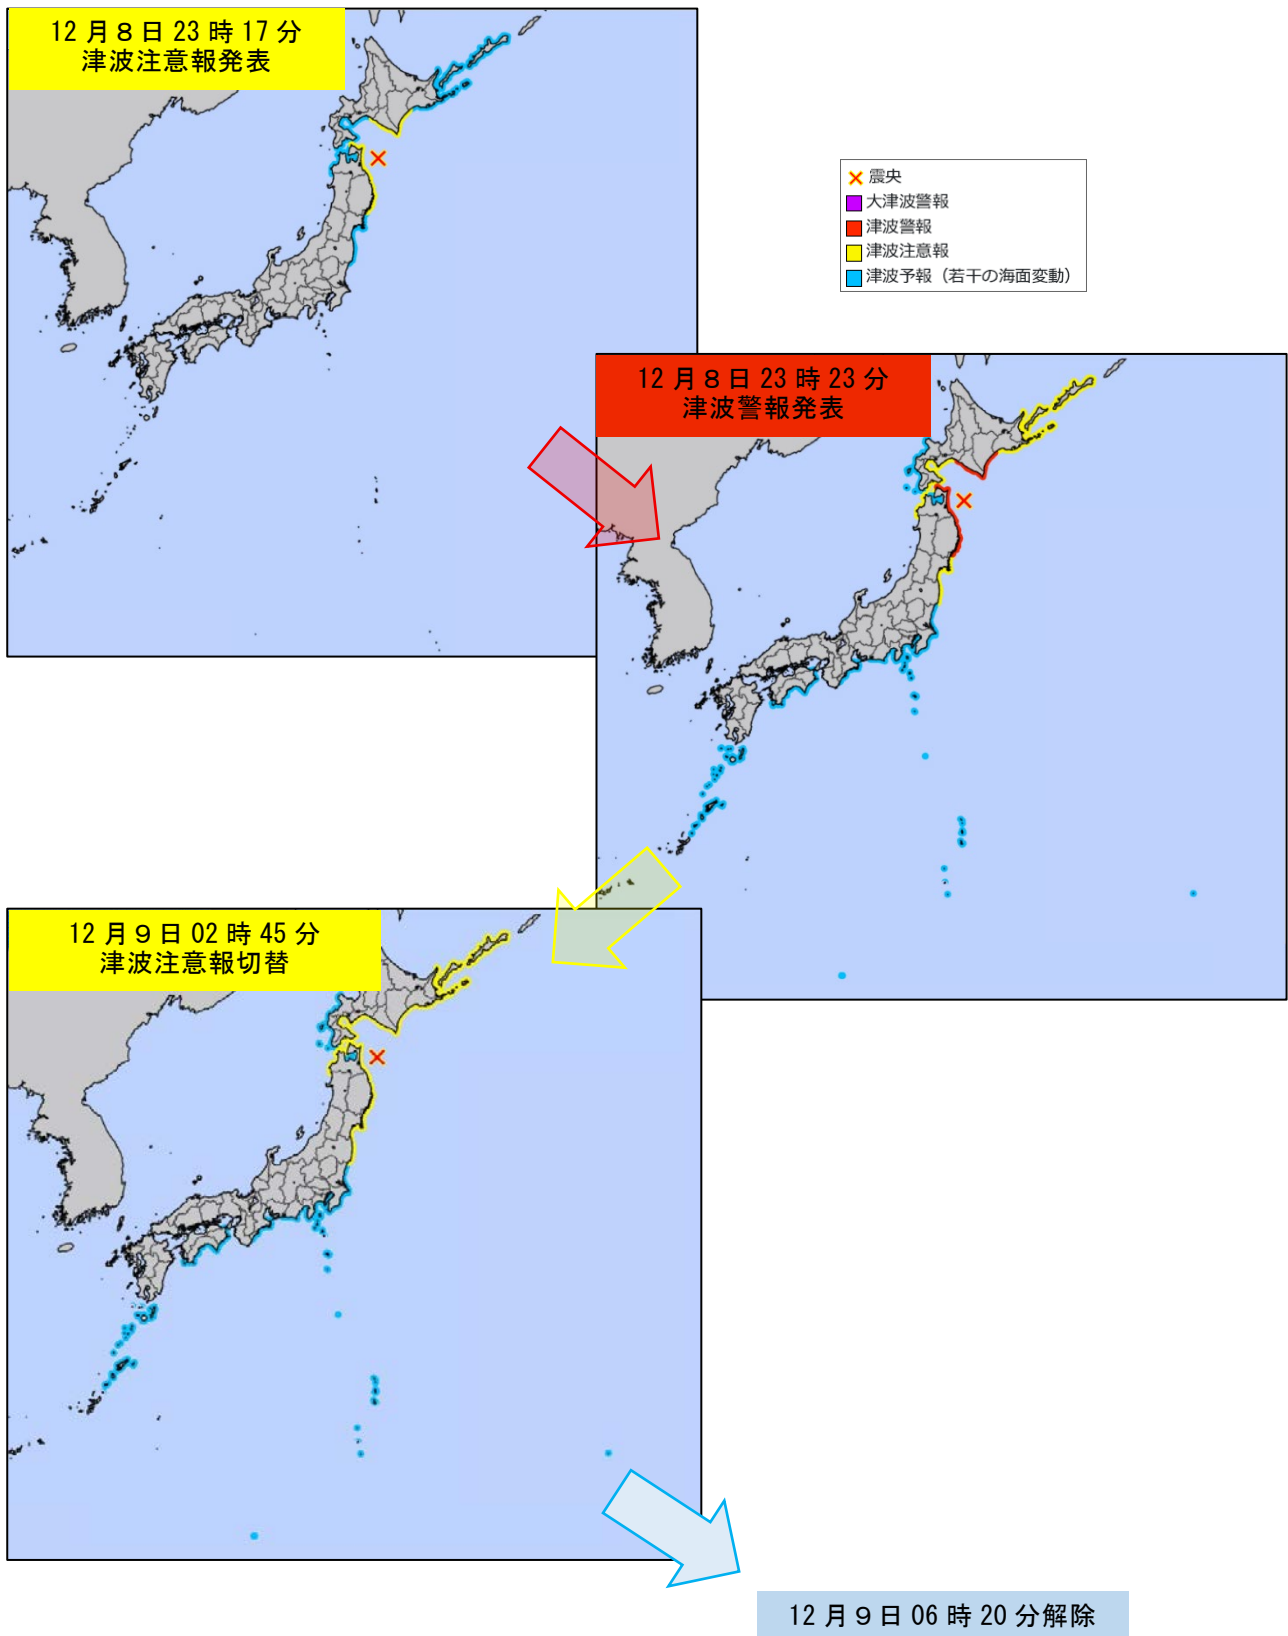 12月８日23時17分
津波注意報発表
震央
大津波警報
津波警報
津波注意報
津波予報（若干の海面変動）
12月８日23時23分
津波警報発表
12月９日02時45分
津波注意報切替
12月９日06時20分解除